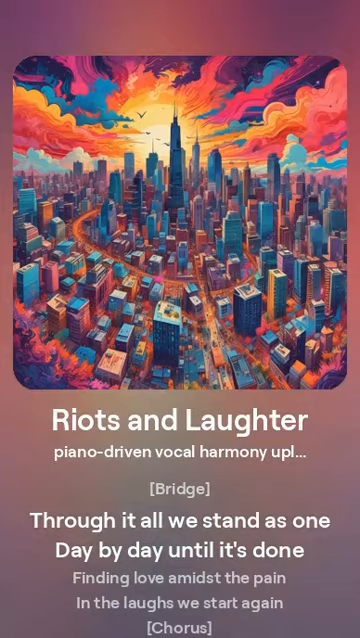 Riots and Laughter
piano-driven vocal harmony upl...
[Bridge]
Through it all we stand as one
Day by day until it's done
Finding love amidst the pain
In the laughs we start again
[Chorus]